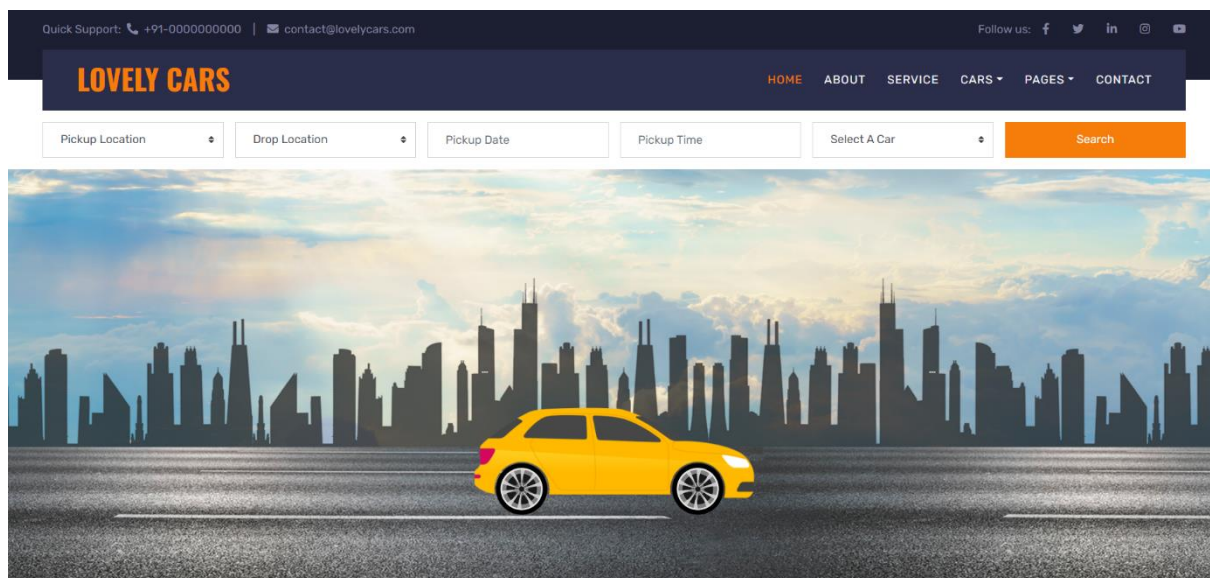 Quick Support: +91-0000000000 | contact@lovelycars.com Follow us:
LOVELY CARS HOME ABOUT SERVICE CARS PAGES CONTACT
Pickup Location Drop Location Pickup Date Pickup Time Select A Car Search